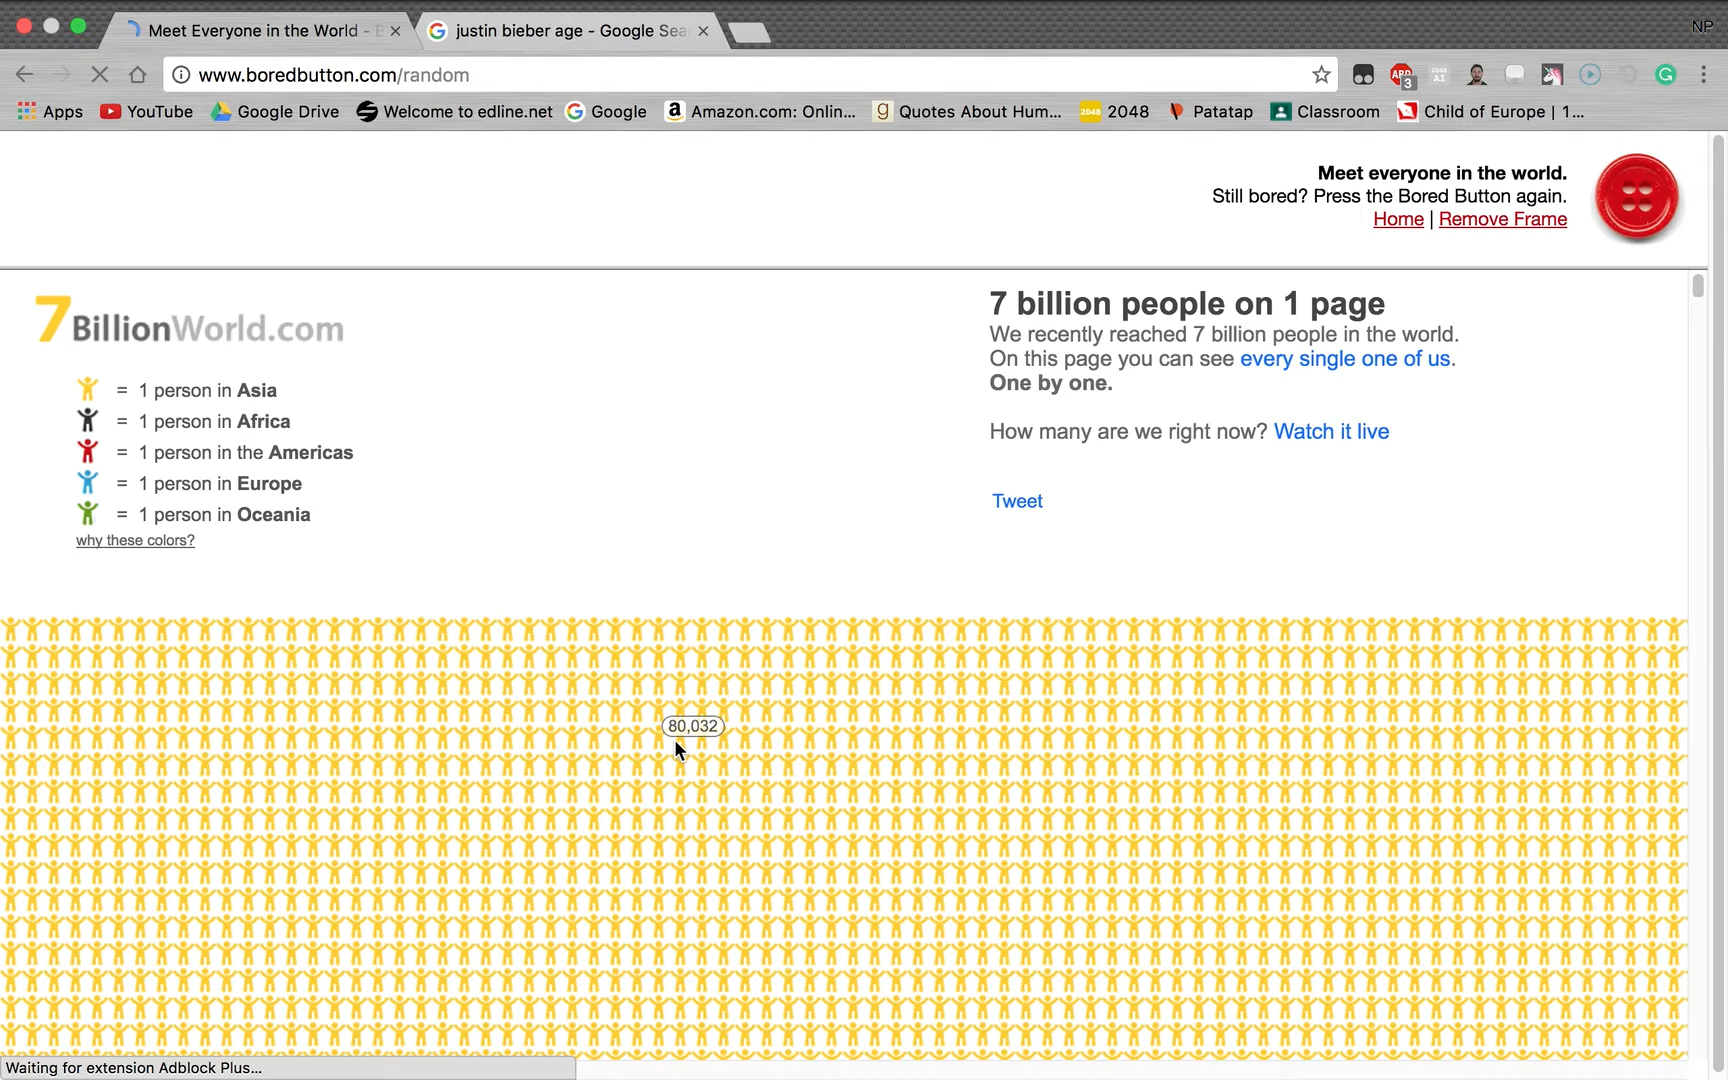 Meet Everyone in the World -
justin bieber age - Google Sea
NP
www.boredbutton.com/random
ABP
3
2048
AI
Apps
YouTube
Google Drive
Welcome to edline.net
Google
Amazon.com: Onlin...
Quotes About Hum...
2048
2048
Patatap
Classroom
Child of Europe | 1...
Meet everyone in the world.
Still bored? Press the Bored Button again.
Home | Remove Frame
7BillionWorld.com
= 1 person in Asia
= 1 person in Africa
= 1 person in the Americas
= 1 person in Europe
= 1 person in Oceania
why these colors?
7 billion people on 1 page
We recently reached 7 billion people in the world.
On this page you can see every single one of us.
One by one.
How many are we right now? Watch it live
Tweet
80,032
Waiting for extension Adblock Plus...